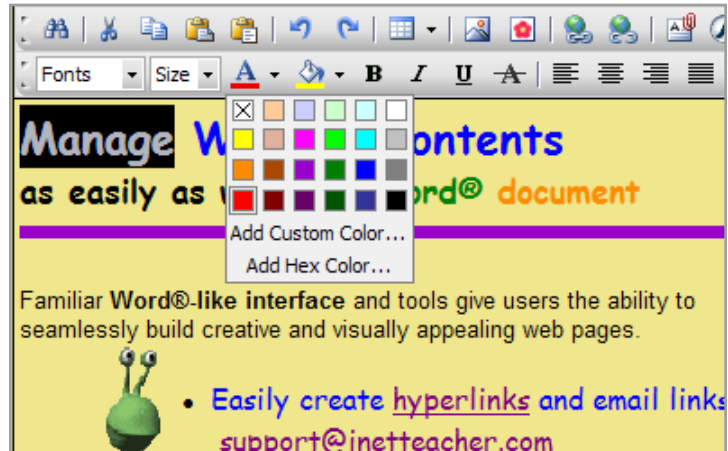 Fonts Size A B I U A
Manage W ontents
as easily as ord® document
Add Custom Color...
Add Hex Color...
Familiar Word®-like interface and tools give users the ability to
seamlessly build creative and visually appealing web pages.
• Easily create hyperlinks and email links
support@inetteacher.com